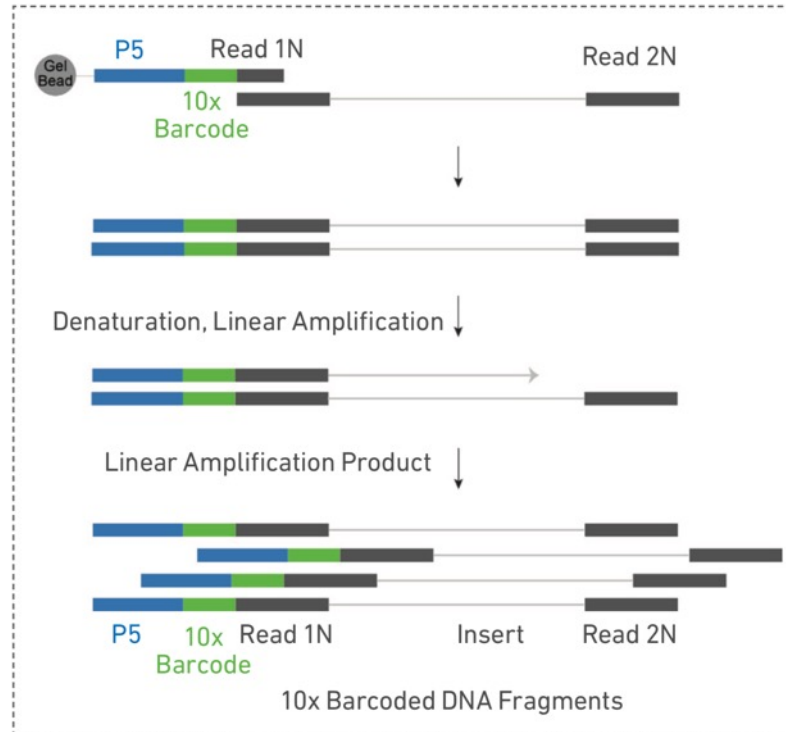 P5
Read 1N
Read 2N
Gel
Bead
10x
Barcode
Denaturation, Linear Amplification
Linear Amplification Product
P5
10x
Barcode
Read 1N
Insert
Read 2N
10x Barcoded DNA Fragments